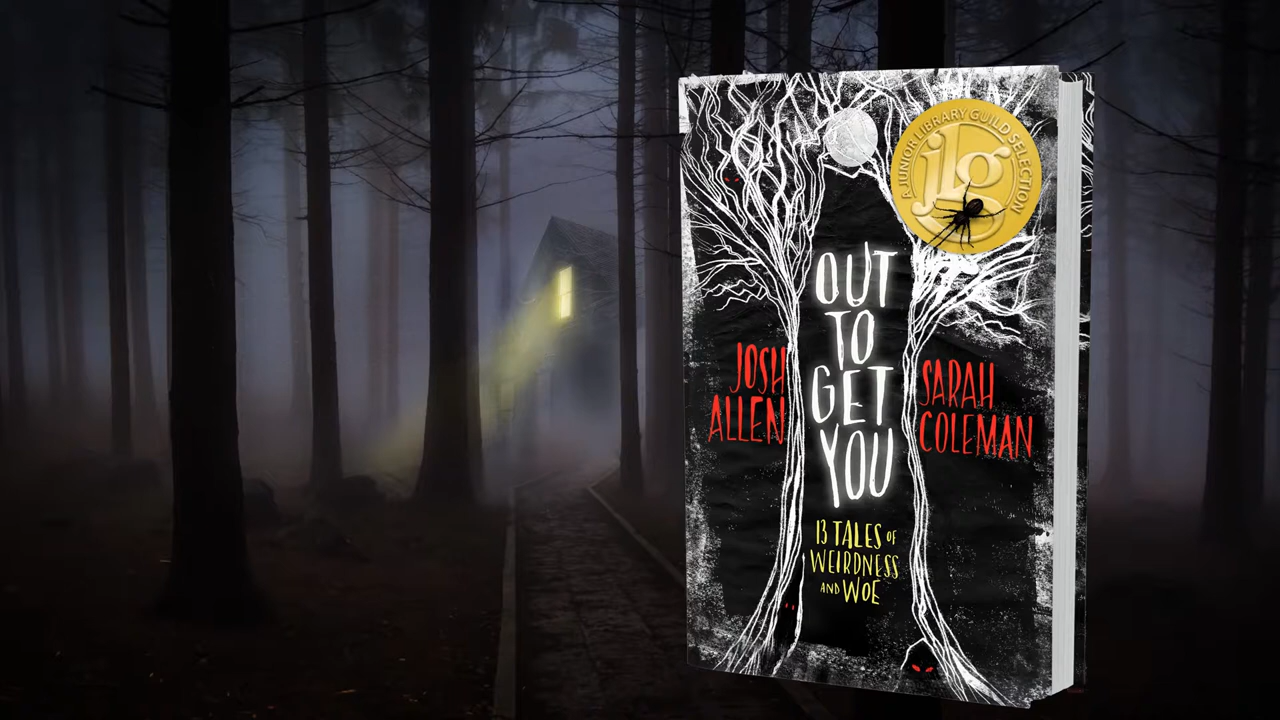 A JUNIOR LIBRARY GUILD SELECTION
jlg
OUT
TO
GET
YOU
JOSH
ALLEN
SARAH
COLEMAN
13 TALES OF
WEIRDNESS
AND WOE